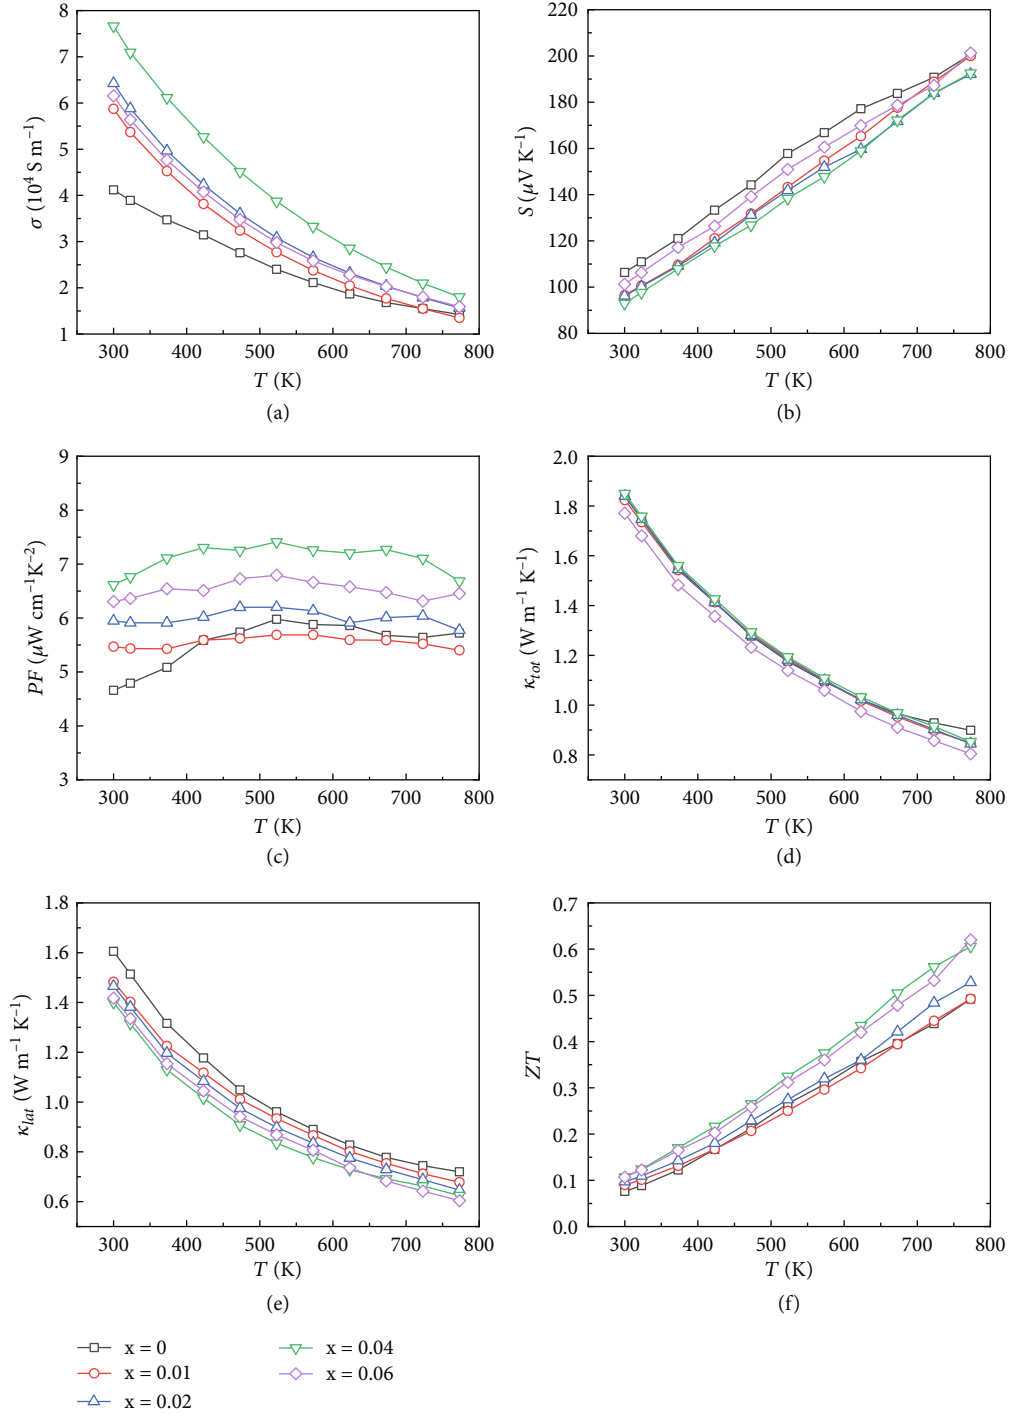 8
7
6
5
4
3
2
1
σ (10⁴ S m⁻¹)
300 400 500 600 700 800
T (K)
(a)
200
180
160
140
120
100
80
S (μV K⁻¹)
300 400 500 600 700 800
T (K)
(b)
9
8
7
6
5
4
3
PF (μW cm⁻¹K⁻²)
300 400 500 600 700 800
T (K)
(c)
2.0
1.8
1.6
1.4
1.2
1.0
0.8
κtot (W m⁻¹ K⁻¹)
300 400 500 600 700 800
T (K)
(d)
1.8
1.6
1.4
1.2
1.0
0.8
0.6
κlat (W m⁻¹ K⁻¹)
300 400 500 600 700 800
T (K)
(e)
0.7
0.6
0.5
0.4
0.3
0.2
0.1
0.0
ZT
300 400 500 600 700 800
T (K)
(f)
x = 0
x = 0.01
x = 0.02
x = 0.04
x = 0.06